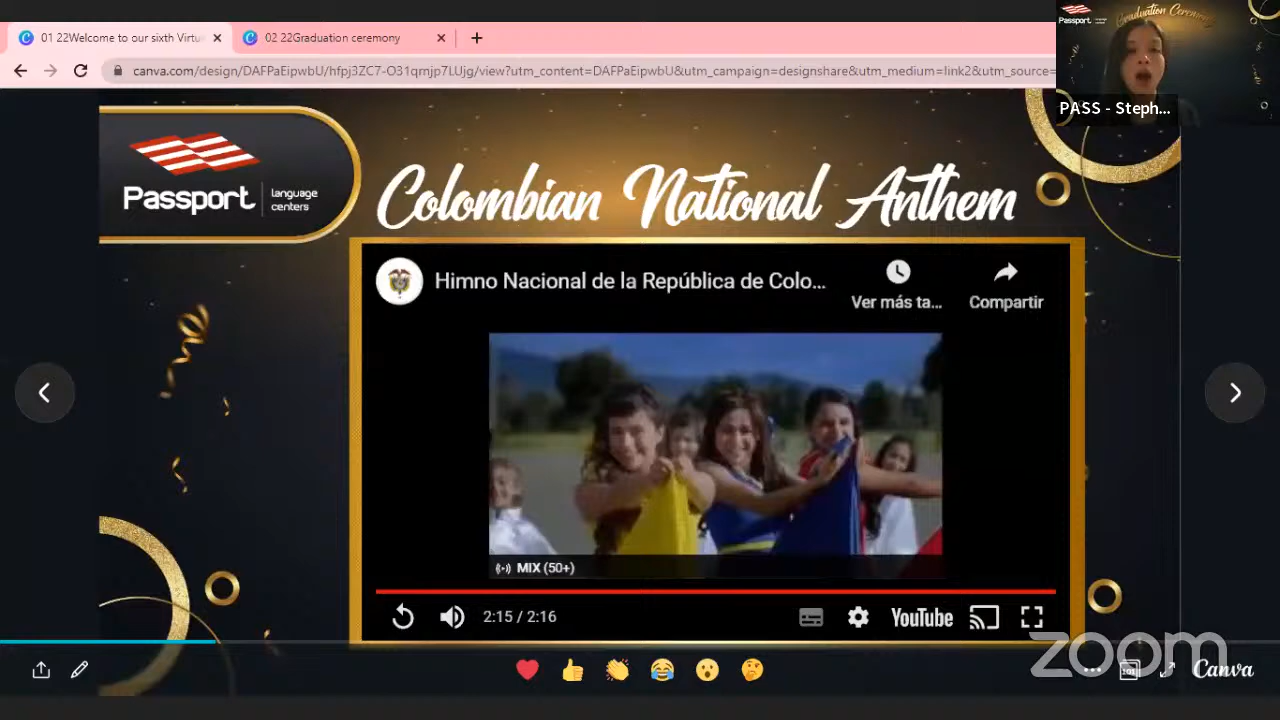 01 22Welcome to our sixth Virtu
02 22Graduation ceremony
canva.com/design/DAFPaEipwbU/hfpj3ZC7-O31qmjp7LUjg/view?utm_content=DAFPaEipwbU&utm_campaign=designshare&utm_medium=link2&utm_source=
Passport
Graduation Ceremony
PASS - Steph...
Passport language centers
Colombian National Anthem
Himno Nacional de la República de Colo...
Ver más ta...
Compartir
MIX (50+)
2:15 / 2:16
YouTube
zoom
Canva